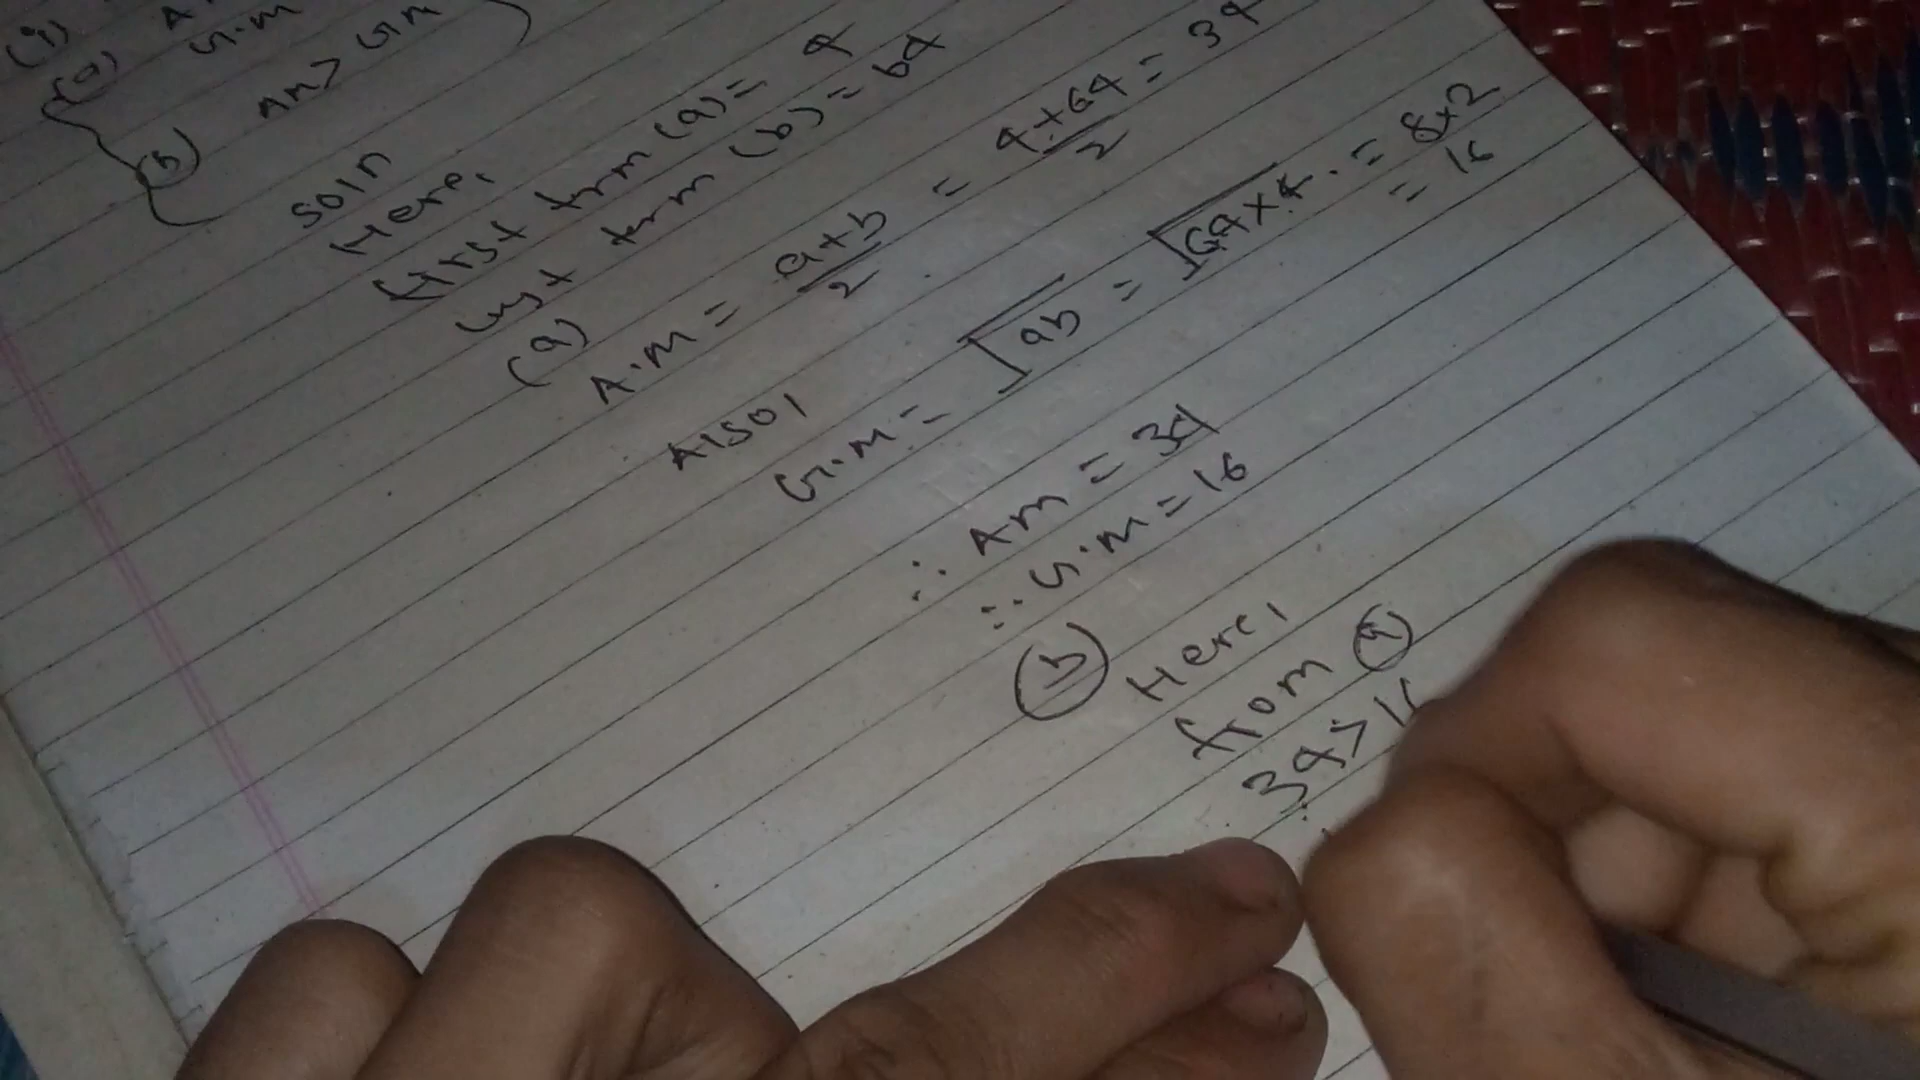 (i)
(a) A.
G.M
(b) AM > GM
Soln
Here,
first term (a) = 4
last term (b) = 64
(a)
A.M = a+b/2 = 4+64/2 = 34
Also,
G.M = √ab = √64×4 = 8×2
= 16
∴ AM = 34
∴ G.M = 16
(b) Here,
from (a)
34 > 16